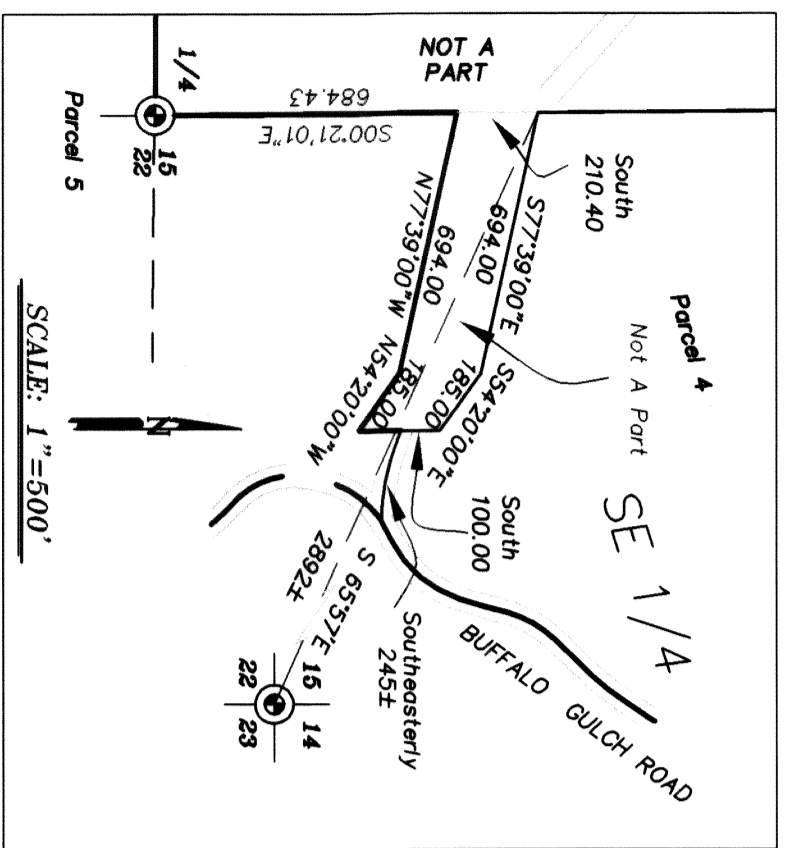 NOT A
PART
1/4
684.43
S00°21'01"E
15
22
Parcel 5
South
210.40
S77°39'00"E
694.00
694.00
N77°39'00"W
Parcel 4
Not A Part
SE 1/4
S54°20'00"E
185.00
185.00
N54°20'00"W
South
100.00
Southeasterly
245±
BUFFALO GULCH ROAD
S 65°57'E
2892±
15
14
22
23
N
SCALE: 1"=500'